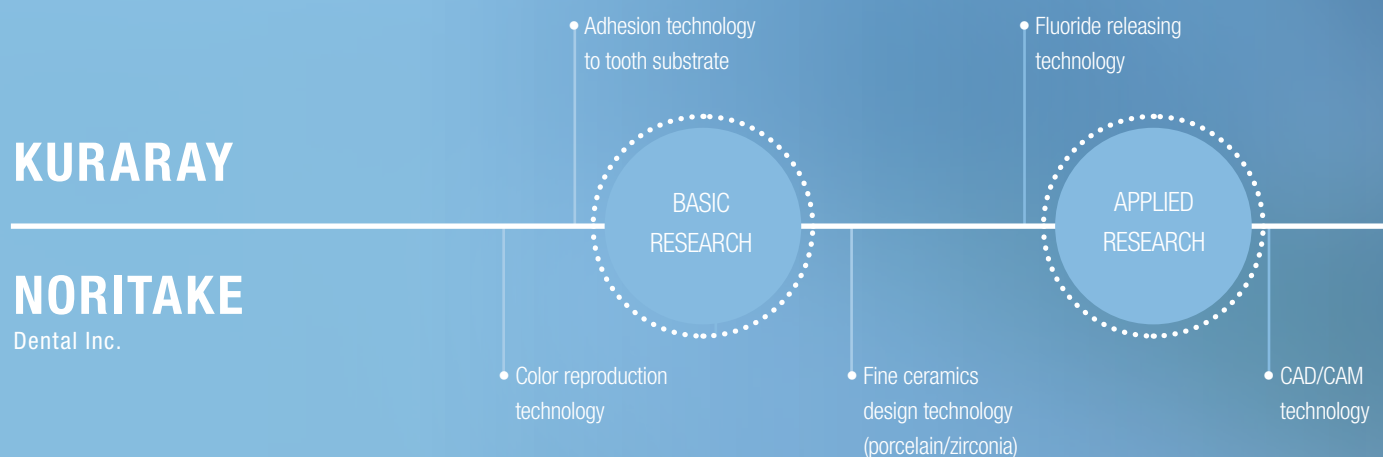 Adhesion technology
to tooth substrate
Fluoride releasing
technology
KURARAY
BASIC
RESEARCH
APPLIED
RESEARCH
NORITAKE
Dental Inc.
Color reproduction
technology
Fine ceramics
design technology
(porcelain/zirconia)
CAD/CAM
technology